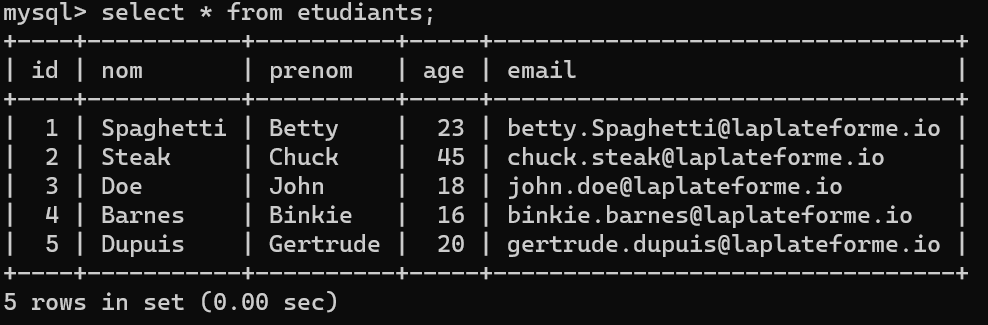 mysql> select * from etudiants;
+----+-----------+----------+-----+----------------------------------+
| id | nom       | prenom   | age | email                            |
+----+-----------+----------+-----+----------------------------------+
|  1 | Spaghetti | Betty    |  23 | betty.Spaghetti@laplateforme.io |
|  2 | Steak     | Chuck    |  45 | chuck.steak@laplateforme.io     |
|  3 | Doe       | John     |  18 | john.doe@laplateforme.io        |
|  4 | Barnes    | Binkie   |  16 | binkie.barnes@laplateforme.io   |
|  5 | Dupuis    | Gertrude |  20 | gertrude.dupuis@laplateforme.io |
+----+-----------+----------+-----+----------------------------------+
5 rows in set (0.00 sec)